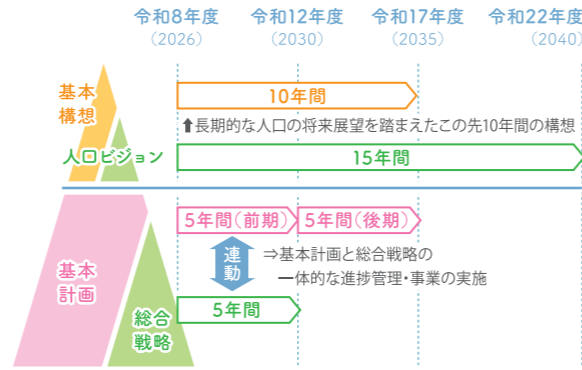 令和8年度 令和12年度 令和17年度 令和22年度
（2026） （2030） （2035） （2040）
基本
構想
10年間
⬆長期的な人口の将来展望を踏まえたこの先10年間の構想
人口ビジョン
15年間
5年間（前期） 5年間（後期）
基本
計画
連動
⇒基本計画と総合戦略の
一体的な進捗管理・事業の実施
5年間
総合
戦略